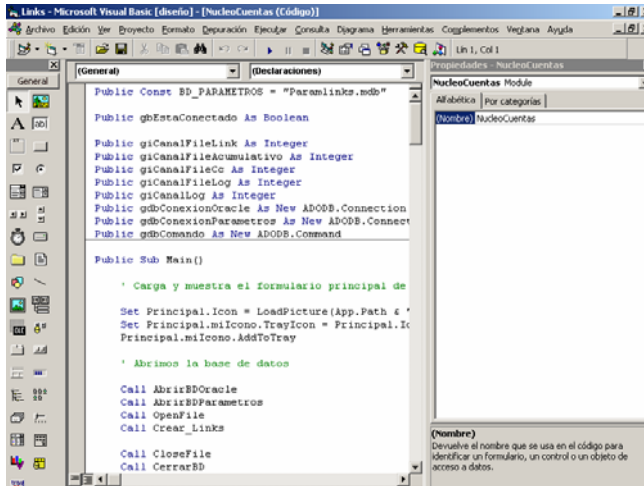 Links - Microsoft Visual Basic [diseño] - [NucleoCuentas (Código)]
Archivo Edición Ver Proyecto Formato Depuración Ejecutar Consulta Diagrama Herramientas Complementos Ventana Ayuda
Lin 1, Col 1
General
(General)
(Declaraciones)
Public Const BD_PARAMETROS = "Paramlinks.mdb"
Public gbEstaConectado As Boolean
Public giCanalFileLink As Integer
Public giCanalFileAcumulativo As Integer
Public giCanalFileCc As Integer
Public giCanalFileLog As Integer
Public giCanalLog As Integer
Public gdbConexionOracle As New ADODB.Connection
Public gdbConexionParametros As New ADODB.Connect
Public gdbComando As New ADODB.Command
Public Sub Main()
' Carga y muestra el formulario principal de
Set Principal.Icon = LoadPicture(App.Path & "
Set Principal.miIcono.TrayIcon = Principal.Ic
Principal.miIcono.AddToTray
' Abrimos la base de datos
Call AbrirBDOracle
Call AbrirBDParametros
Call OpenFile
Call Crear_Links
Call CloseFile
Call CerrarBD
Propiedades - NucleoCuentas
NucleoCuentas Module
Alfabética Por categorías
(Nombre) NucleoCuentas
(Nombre)
Devuelve el nombre que se usa en el código para
identificar un formulario, un control o un objeto de
acceso a datos.